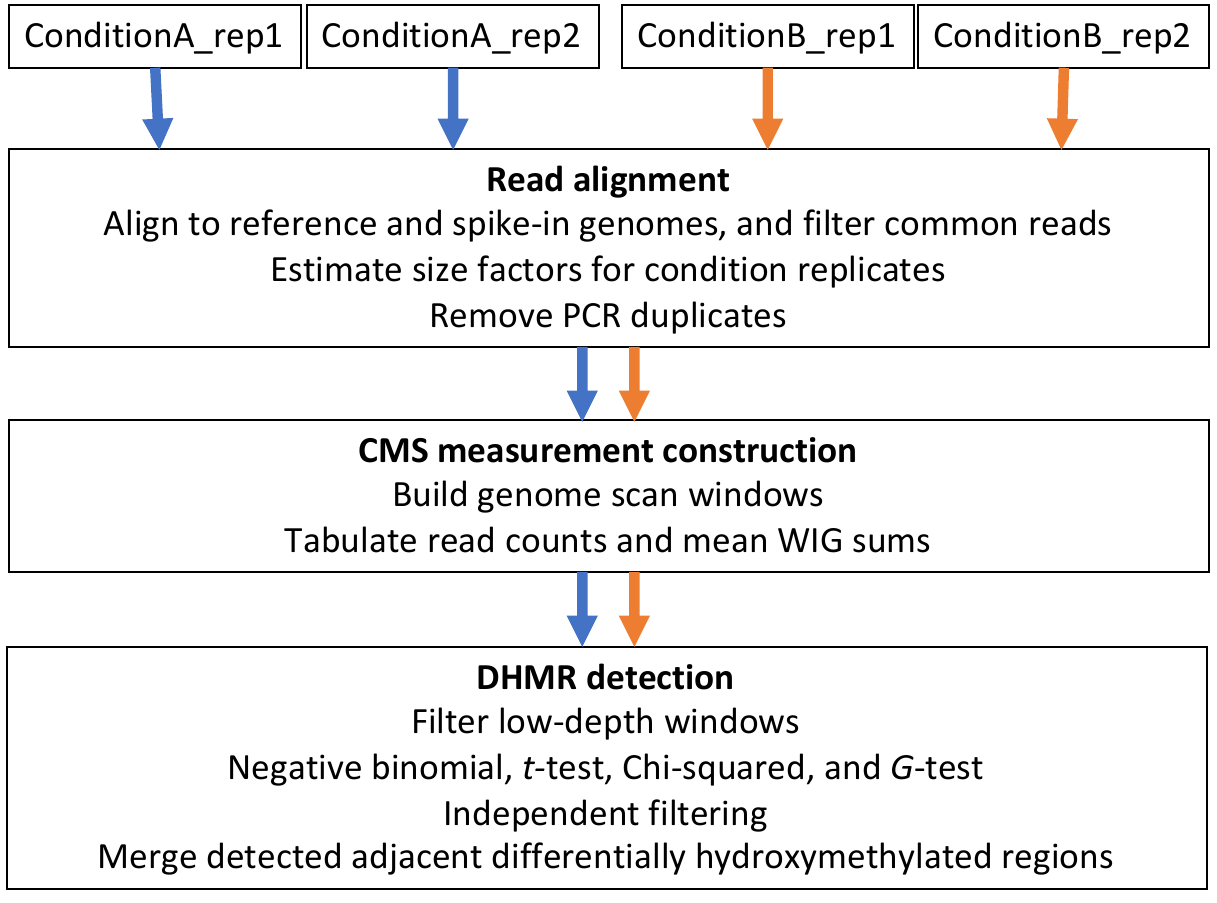 ConditionA_rep1
ConditionA_rep2
ConditionB_rep1
ConditionB_rep2
Read alignment
Align to reference and spike-in genomes, and filter common reads
Estimate size factors for condition replicates
Remove PCR duplicates
CMS measurement construction
Build genome scan windows
Tabulate read counts and mean WIG sums
DHMR detection
Filter low-depth windows
Negative binomial, t-test, Chi-squared, and G-test
Independent filtering
Merge detected adjacent differentially hydroxymethylated regions